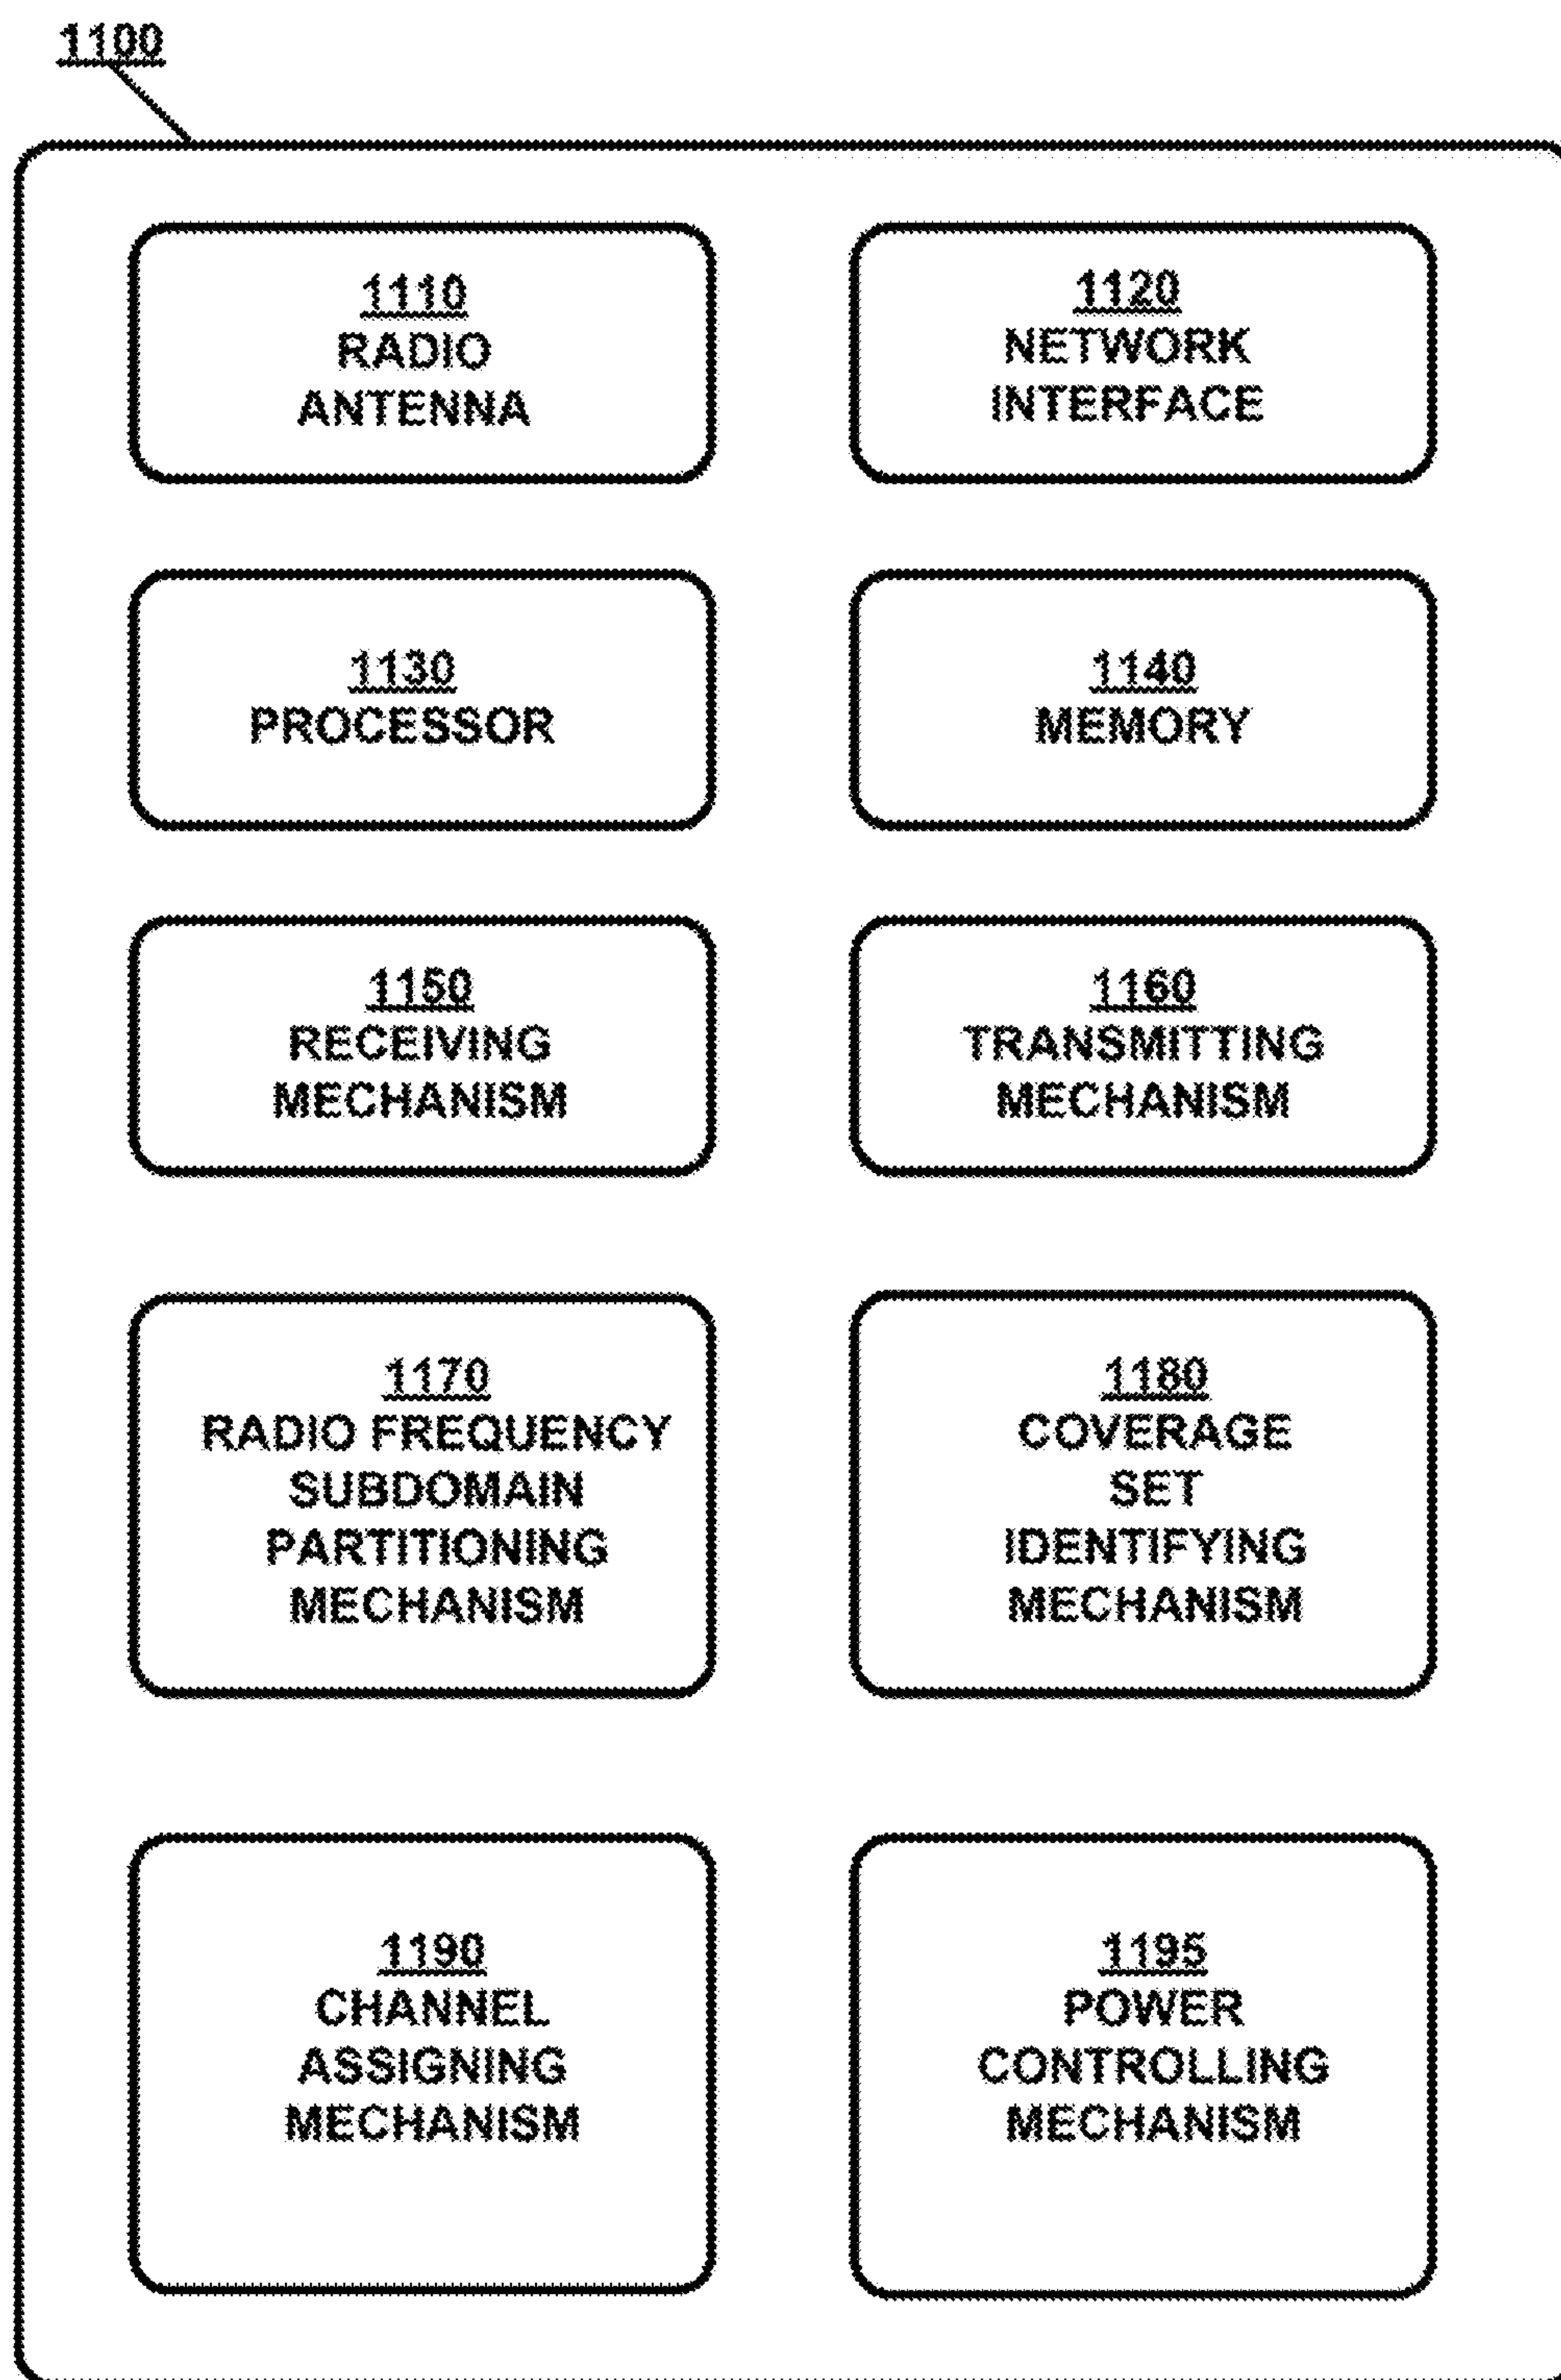 1100
1110
RADIO
ANTENNA
1120
NETWORK
INTERFACE
1130
PROCESSOR
1140
MEMORY
1150
RECEIVING
MECHANISM
1160
TRANSMITTING
MECHANISM
1170
RADIO FREQUENCY
SUBDOMAIN
PARTITIONING
MECHANISM
1180
COVERAGE
SET
IDENTIFYING
MECHANISM
1190
CHANNEL
ASSIGNING
MECHANISM
1195
POWER
CONTROLLING
MECHANISM